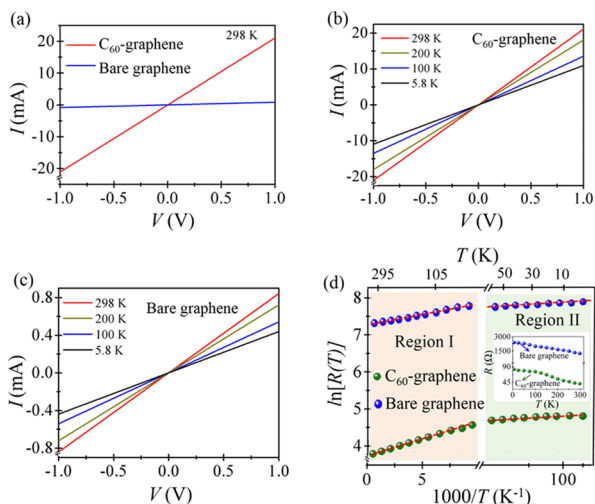 (a)
C60-graphene
Bare graphene
298 K
I (mA)
20
10
0
-10
-20
-1.0 -0.5 0.0 0.5 1.0
V (V)
(b)
298 K
200 K
100 K
5.8 K
C60-graphene
I (mA)
20
10
0
-10
-20
-1.0 -0.5 0.0 0.5 1.0
V (V)
(c)
298 K
200 K
100 K
5.8 K
Bare graphene
I (mA)
0.8
0.4
0.0
-0.4
-0.8
-1.0 -0.5 0.0 0.5 1.0
V (V)
T (K)
295 105 50 30 10
(d)
Region I
Region II
C60-graphene
Bare graphene
ln[R(T)]
8
7
6
5
4
0 5 100
1000/T (K-1)
R (Ω)
3000
1500
90
45
Bare graphene
C60-graphene
0 100 200 300
T (K)